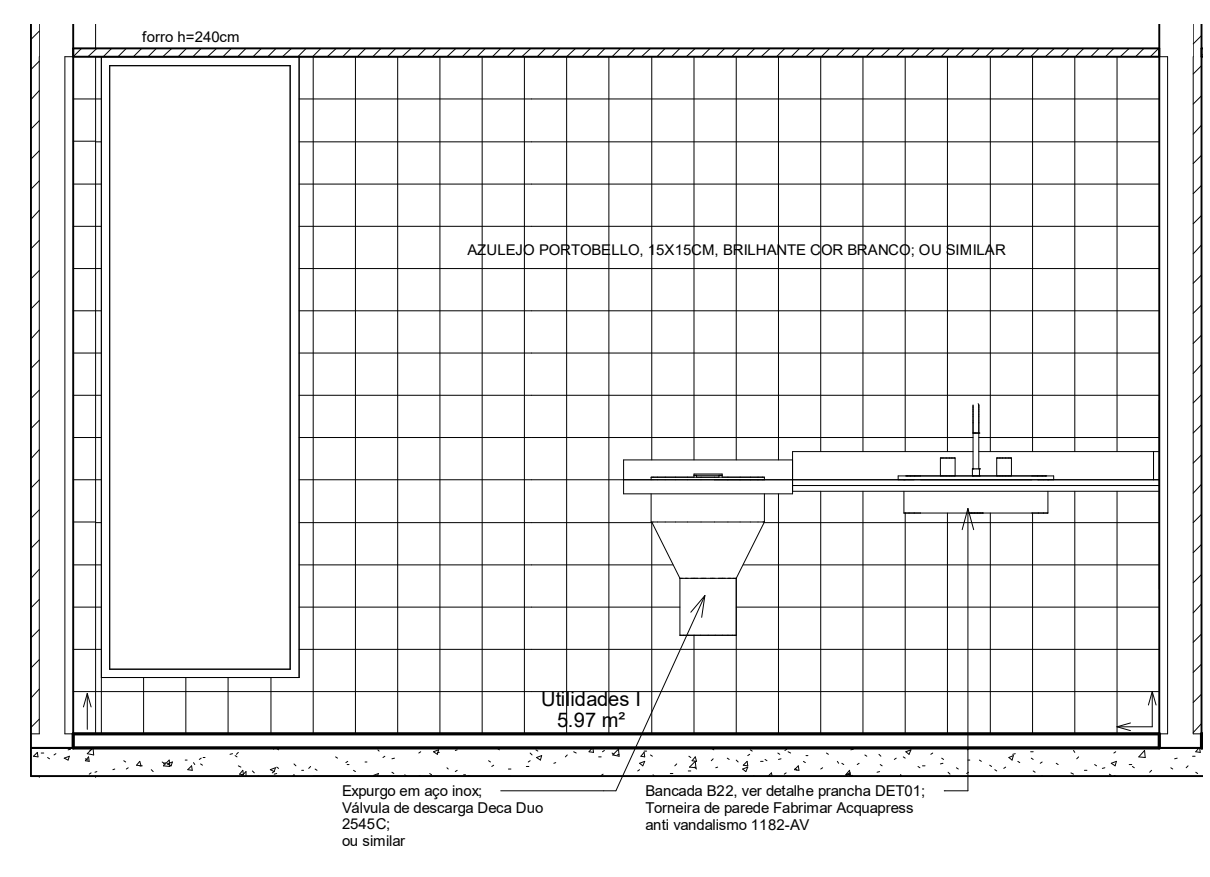 forro h=240cm
AZULEJO PORTOBELLO, 15X15CM, BRILHANTE COR BRANCO; OU SIMILAR
Utilidades I
5.97 m²
Expurgo em aço inox;
Válvula de descarga Deca Duo
2545C;
ou similar
Bancada B22, ver detalhe prancha DET01;
Torneira de parede Fabrimar Acquapress
anti vandalismo 1182-AV